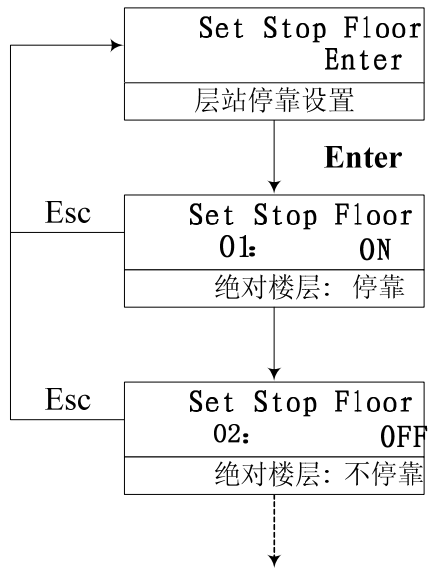 Set Stop Floor
Enter
层站停靠设置
Enter
Esc
Set Stop Floor
01: ON
绝对楼层: 停靠
Esc
Set Stop Floor
02: OFF
绝对楼层: 不停靠